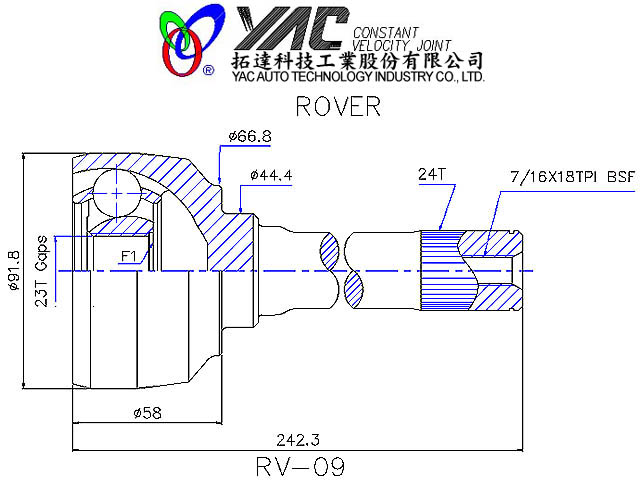 YAC CONSTANT
VELOCITY JOINT
®
拓達科技工業股份有限公司
YAC AUTO TECHNOLOGY INDUSTRY CO., LTD.
ROVER
ø66.8
ø44.4
24T
7/16X18TPI BSF
ø91.8
23T Gaps
F1
ø58
242.3
RV-09